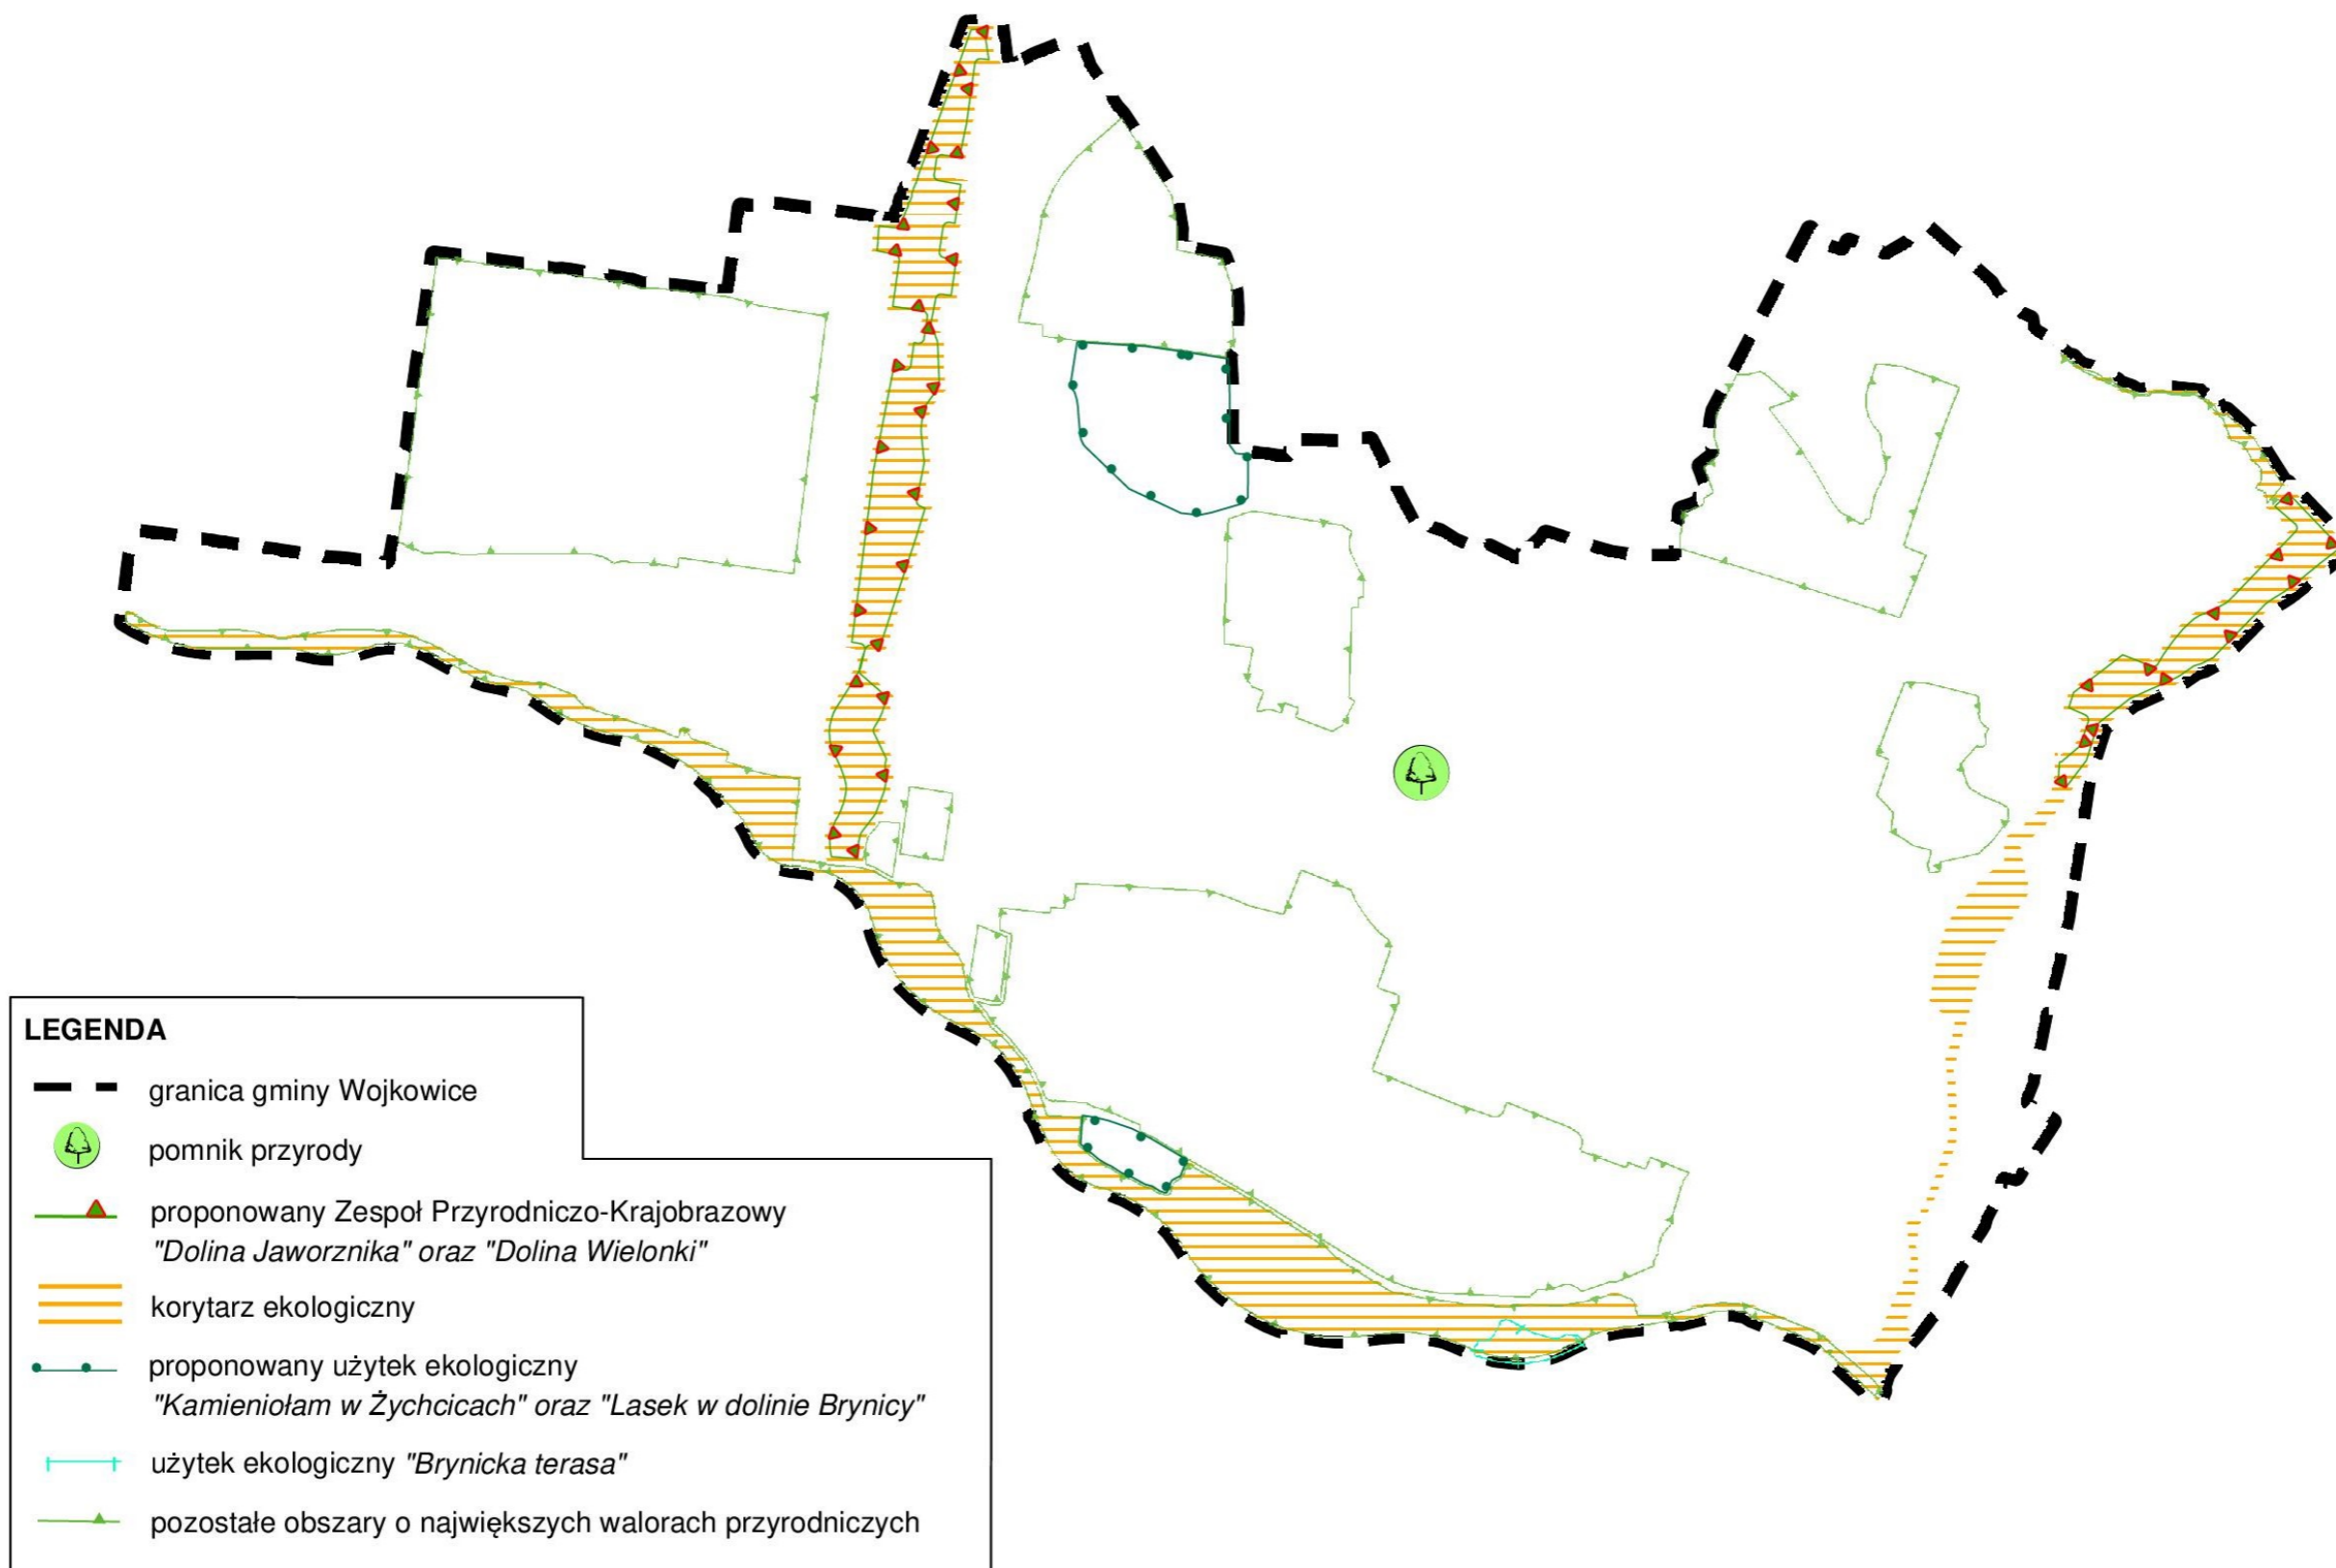 LEGENDA
granica gminy Wojkowice
pomnik przyrody
proponowany Zespoł Przyrodniczo-Krajobrazowy
"Dolina Jaworznika" oraz "Dolina Wielonki"
korytarz ekologiczny
proponowany użytek ekologiczny
"Kamieniołam w Żychcicach" oraz "Lasek w dolinie Brynicy"
użytek ekologiczny "Brynicka terasa"
pozostałe obszary o największych walorach przyrodniczych